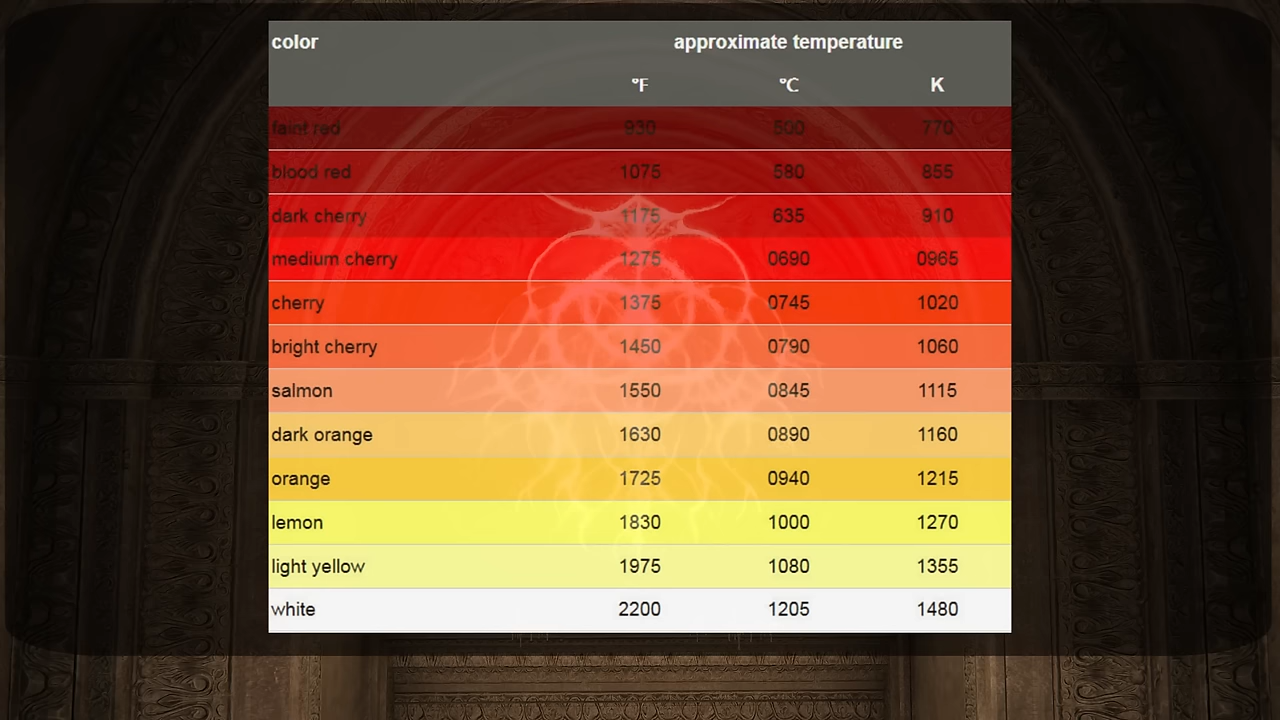 color approximate temperature
°F °C K
faint red 930 500 770
blood red 1075 580 855
dark cherry 1175 635 910
medium cherry 1275 0690 0965
cherry 1375 0745 1020
bright cherry 1450 0790 1060
salmon 1550 0845 1115
dark orange 1630 0890 1160
orange 1725 0940 1215
lemon 1830 1000 1270
light yellow 1975 1080 1355
white 2200 1205 1480